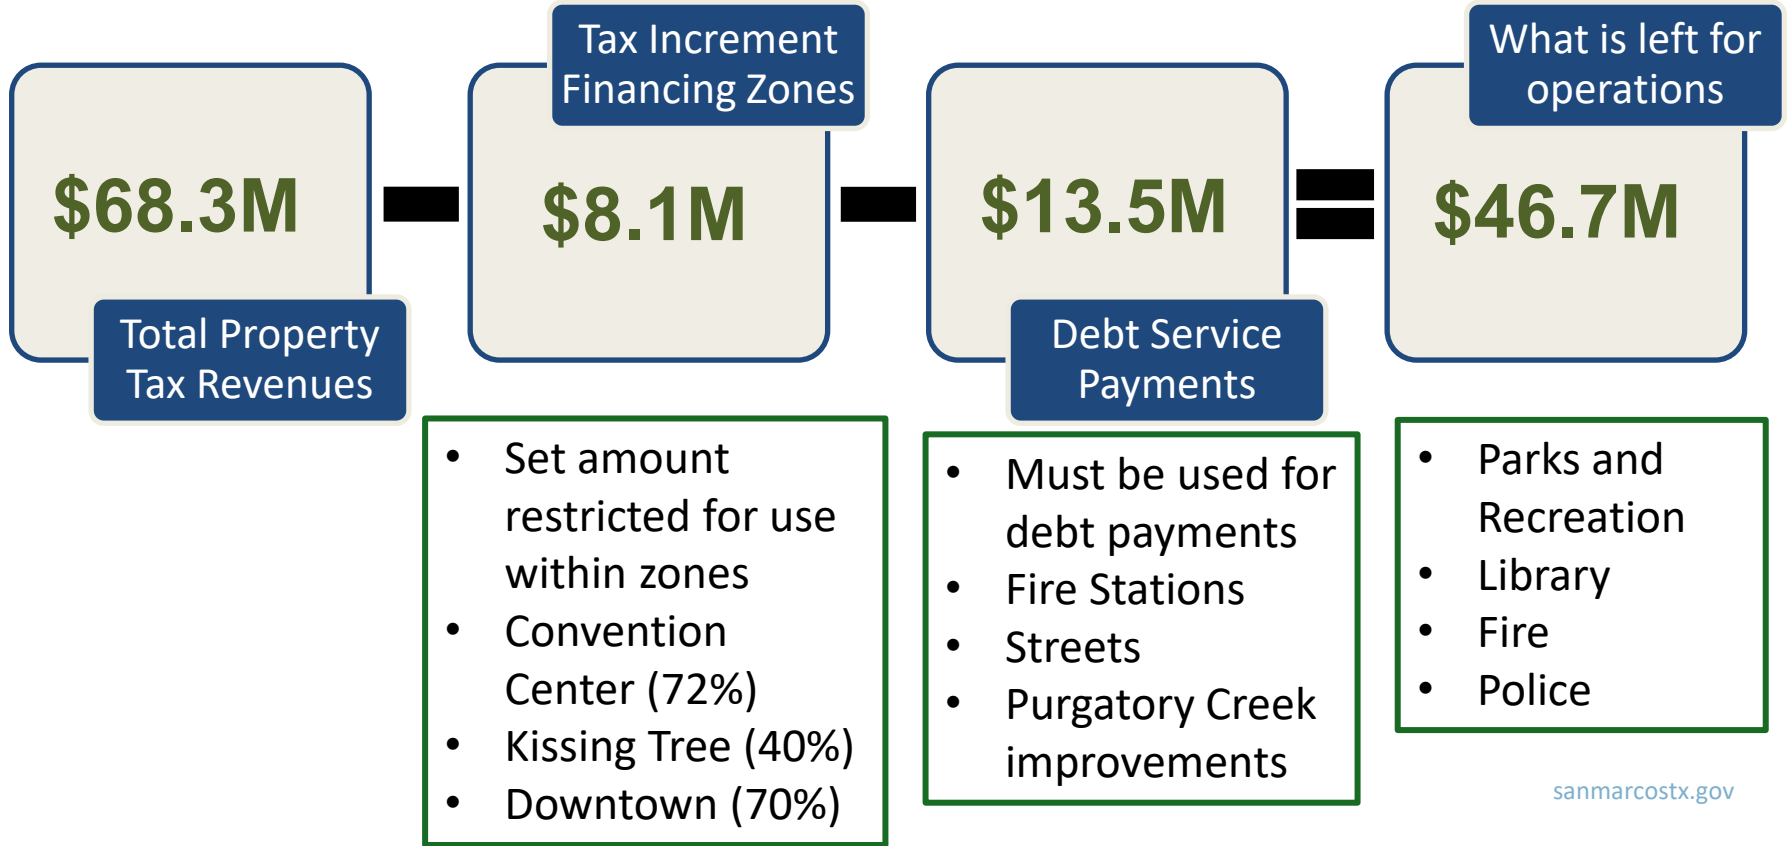 $68.3M
Total Property
Tax Revenues
Tax Increment
Financing Zones
$8.1M
$13.5M
Debt Service
Payments
What is left for
operations
$46.7M
• Set amount
restricted for use
within zones
• Convention
Center (72%)
• Kissing Tree (40%)
• Downtown (70%)
• Must be used for
debt payments
• Fire Stations
• Streets
• Purgatory Creek
improvements
• Parks and
Recreation
• Library
• Fire
• Police
sanmarcostx.gov